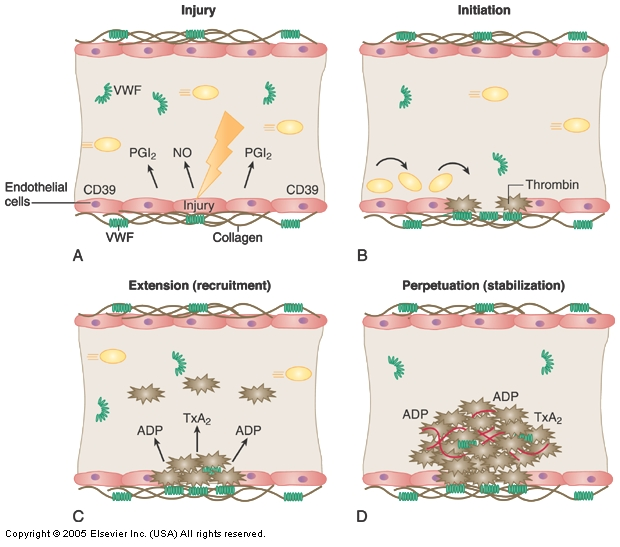 Injury
Initiation
VWF
PGI2
NO
PGI2
Endothelial
cells
CD39
CD39
Injury
VWF
Collagen
A
Thrombin
B
Extension (recruitment)
Perpetuation (stabilization)
ADP
TxA2
ADP
C
ADP
ADP
TxA2
D
Copyright © 2005 Elsevier Inc. (USA) All rights reserved.